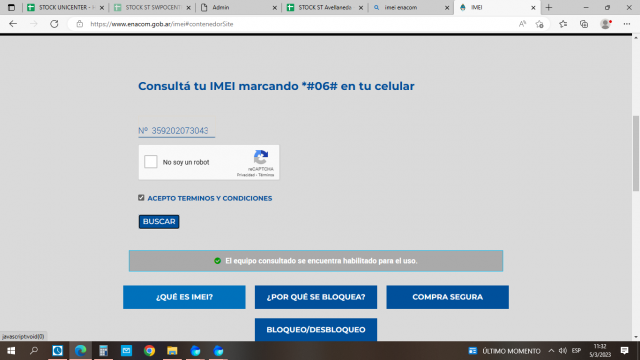 STOCK UNICENTER - H
STOCK ST SWPOCENT
Admin
STOCK ST Avellaneda
imei enacom
IMEI
https://www.enacom.gob.ar/imei#contenedorSite
Consultá tu IMEI marcando *#06# en tu celular
Nº 359202073043
No soy un robot
reCAPTCHA
Privacidad - Términos
ACEPTO TERMINOS Y CONDICIONES
BUSCAR
El equipo consultado se encuentra habilitado para el uso.
¿QUÉ ES IMEI?
¿POR QUÉ SE BLOQUEA?
COMPRA SEGURA
BLOQUEO/DESBLOQUEO
javascript:void(0)
ÚLTIMO MOMENTO
ESP
11:32
5/3/2023